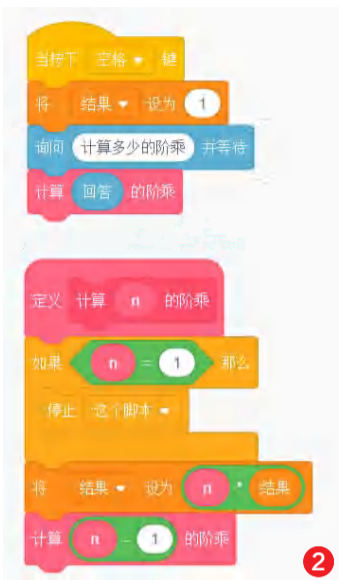 当按下 空格 键
将 结果 设为 1
询问 计算多少的阶乘 并等待
计算 回答 的阶乘
定义 计算 n 的阶乘
如果 n = 1 那么
停止 这个脚本
将 结果 设为 n * 结果
计算 n - 1 的阶乘
2